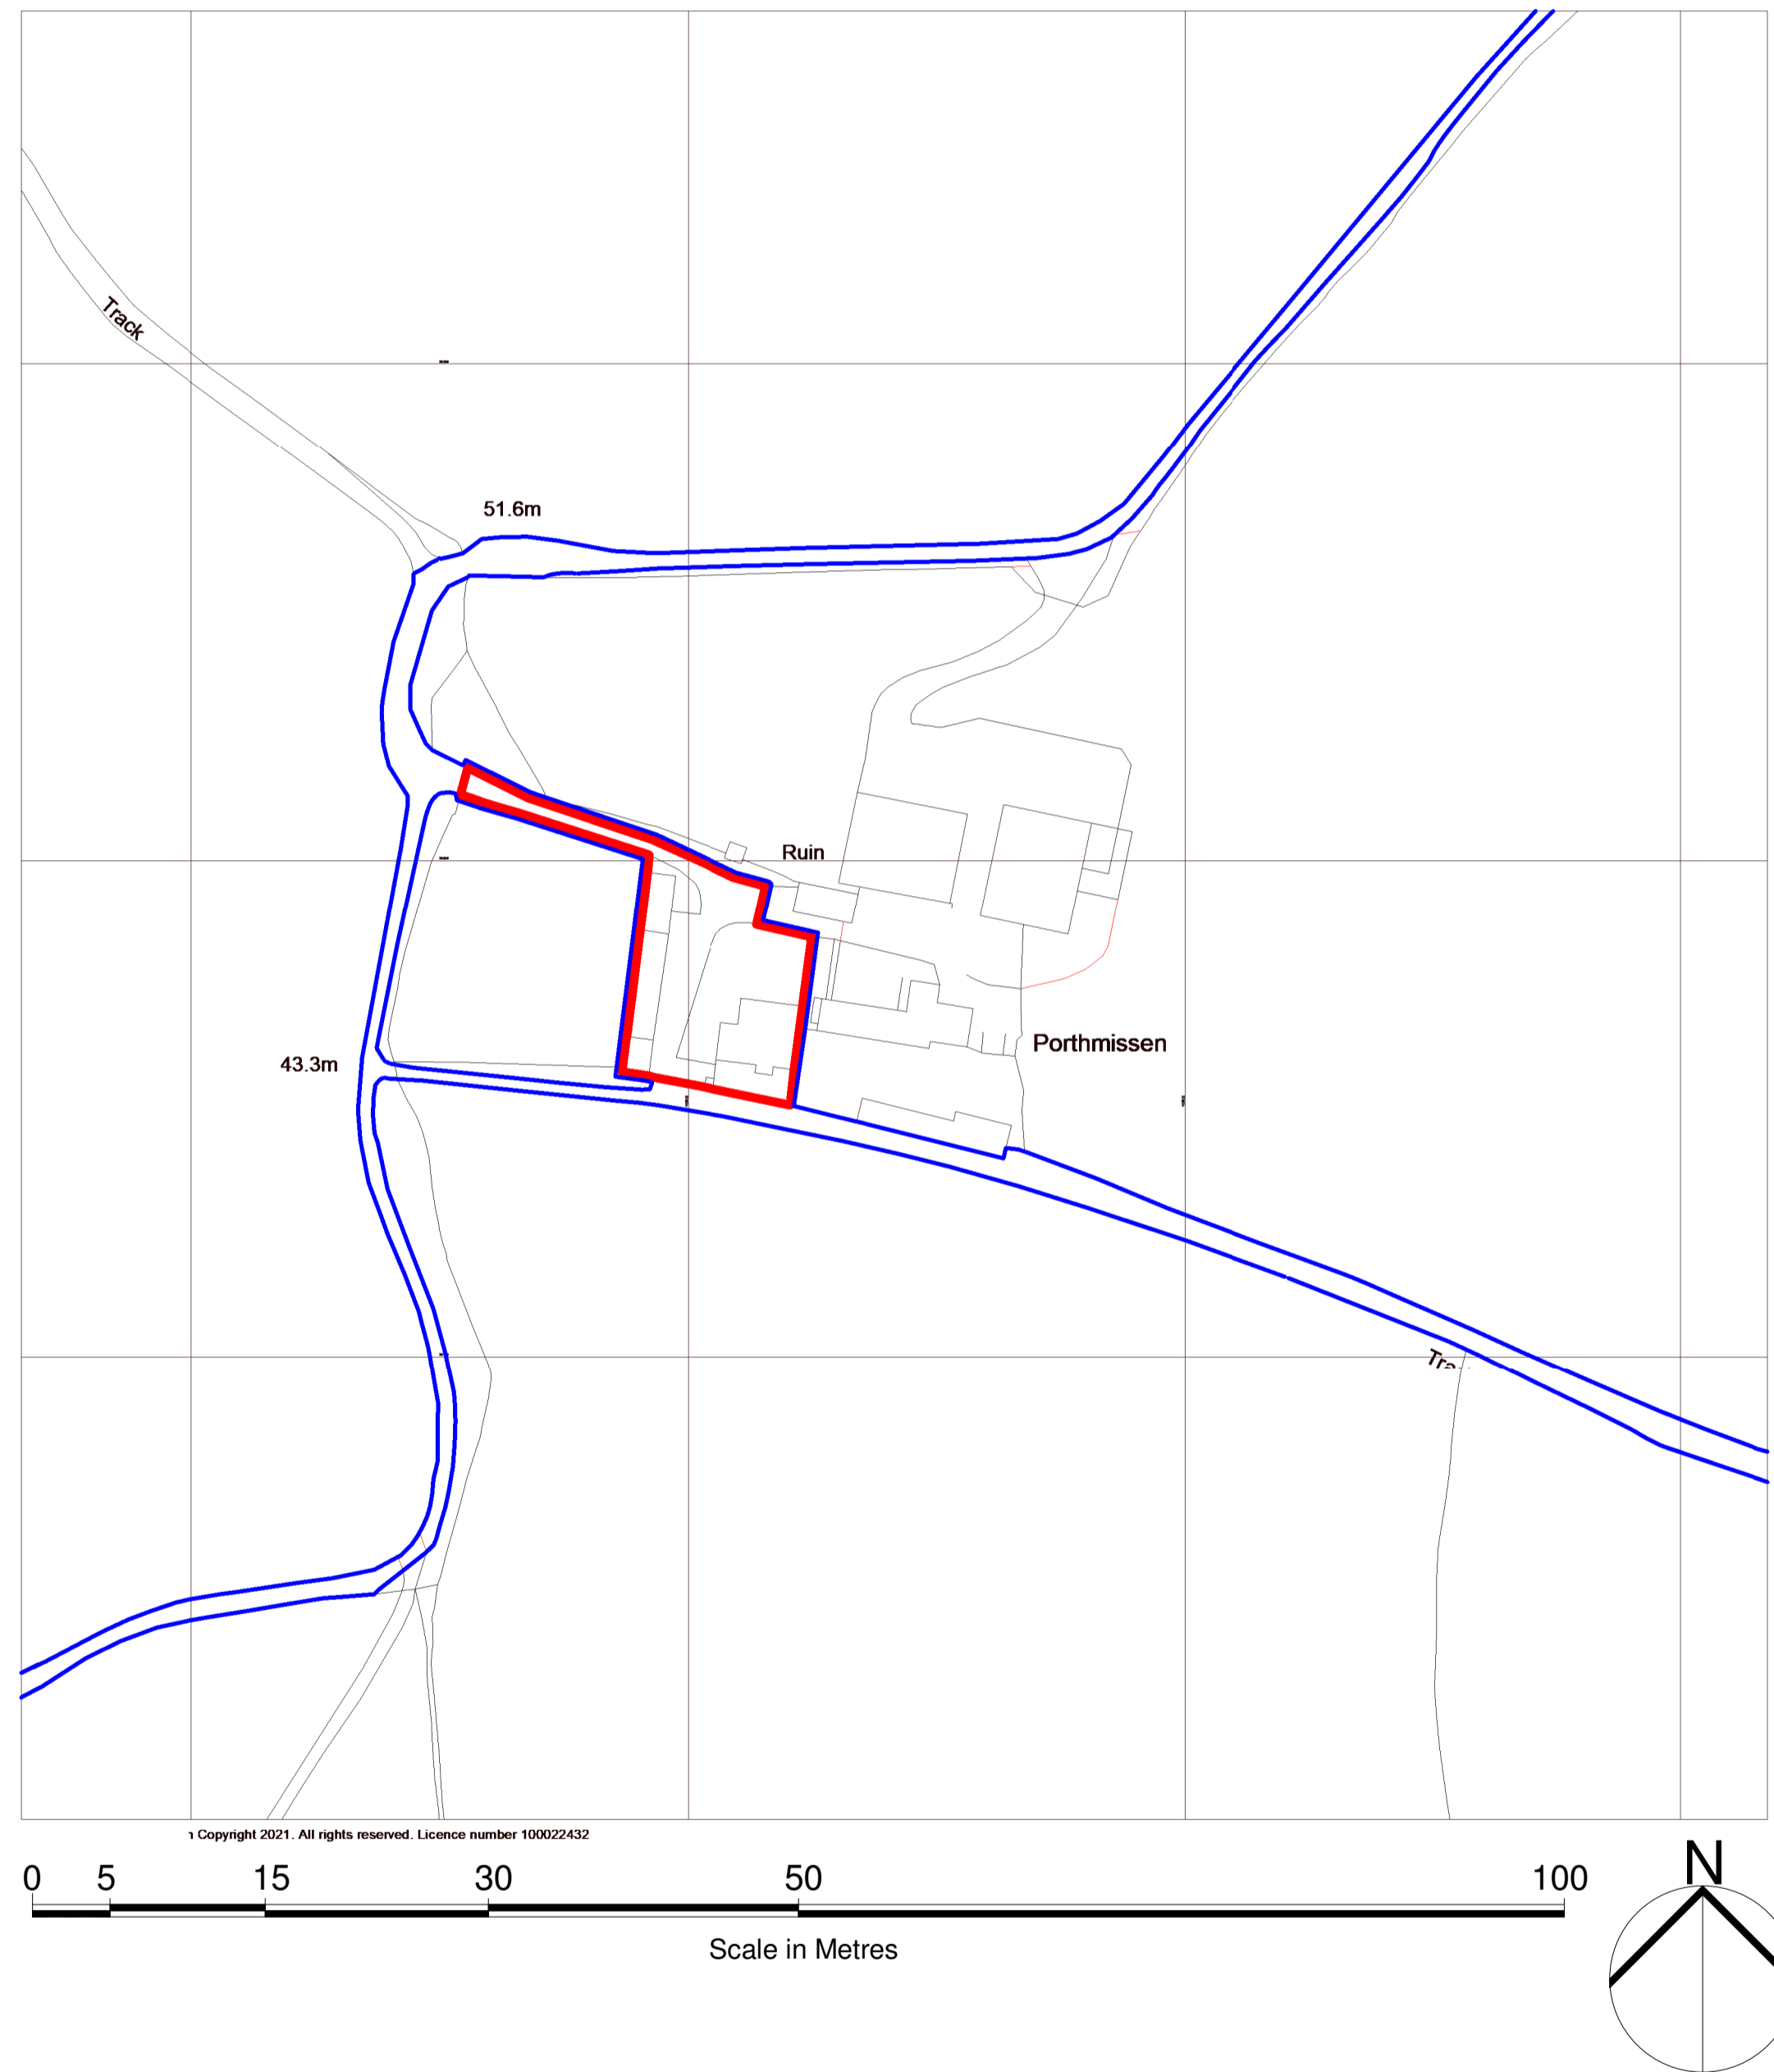 Track
51.6m
Ruin
Porthmissen
43.3m
Copyright 2021. All rights reserved. Licence number 100022432
0 5 15 30 50 100
Scale in Metres
N